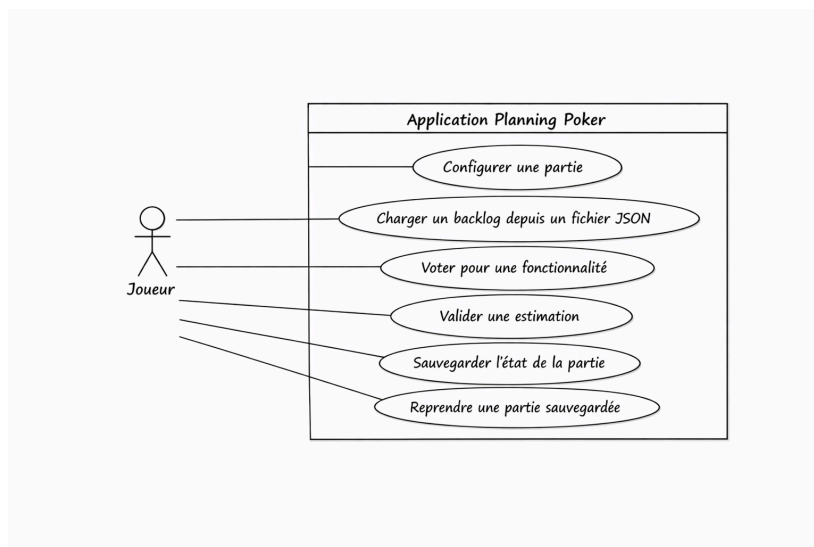 Application Planning Poker
Configurer une partie
Charger un backlog depuis un fichier JSON
Voter pour une fonctionnalité
Joueur
Valider une estimation
Sauvegarder l'état de la partie
Reprendre une partie sauvegardée